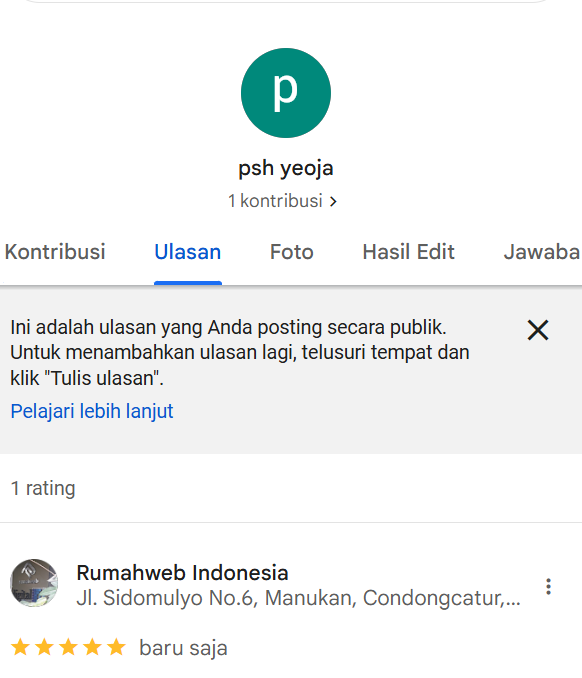 p
psh yeoja
1 kontribusi >
Kontribusi Ulasan Foto Hasil Edit Jawaba
Ini adalah ulasan yang Anda posting secara publik.
Untuk menambahkan ulasan lagi, telusuri tempat dan
klik "Tulis ulasan".
Pelajari lebih lanjut
1 rating
Rumahweb Indonesia
Jl. Sidomulyo No.6, Manukan, Condongcatur,...
baru saja